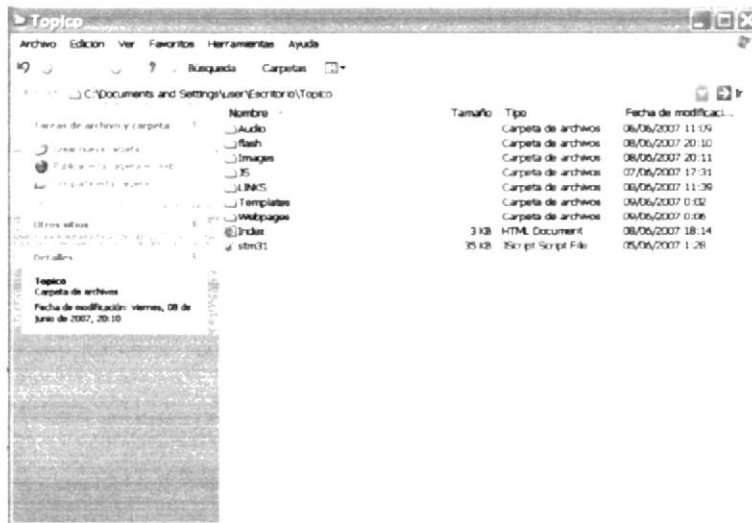 Topico
Archivo Edicion Ver Favoritos Herramientas Ayuda
Búsqueda Carpetas
C:\Documents and Settings\user\Escritorio\Topico Ir
Nombre Tamaño Tipo Fecha de modificaci...
Tareas de archivo y carpeta
Otros sitios
Detalles
Topico
Carpeta de archivos
Fecha de modificación: viernes, 08 de
junio de 2007, 20:10
Audio Carpeta de archivos 06/06/2007 11:09
flash Carpeta de archivos 08/06/2007 20:10
Images Carpeta de archivos 08/06/2007 20:11
JS Carpeta de archivos 07/06/2007 17:31
LINKS Carpeta de archivos 08/06/2007 11:39
Templates Carpeta de archivos 09/06/2007 0:02
Webpages Carpeta de archivos 09/06/2007 0:06
Index 3 KB HTML Document 08/06/2007 18:14
stm31 35 KB JScript Script File 05/06/2007 1:28